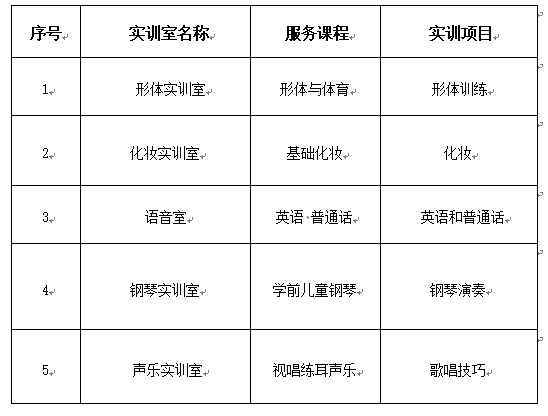 序号 实训室名称 服务课程 实训项目
1 形体实训室 形体与体育 形体训练
2 化妆实训室 基础化妆 化妆
3 语音室 英语 普通话 英语和普通话
4 钢琴实训室 学前儿童钢琴 钢琴演奏
5 声乐实训室 视唱练耳声乐 歌唱技巧